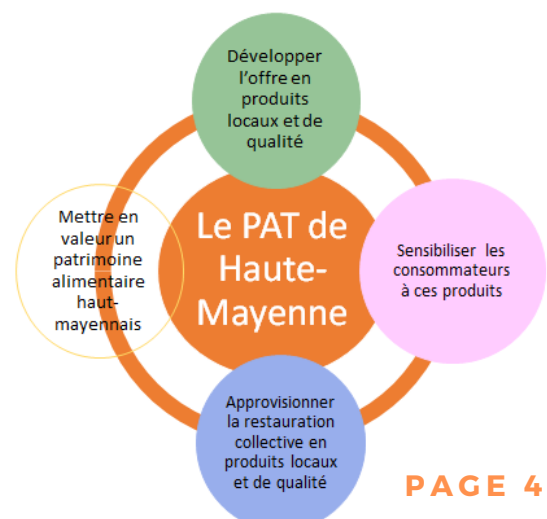 Développer
l'offre en
produits
locaux et de
qualité
Mettre en
valeur un
patrimoine
alimentaire
haut-
mayennais
Le PAT de
Haute-
Mayenne
Sensibiliser les
consommateurs
à ces produits
Approvisionner
la restauration
collective en
produits locaux
et de qualité
PAGE 4